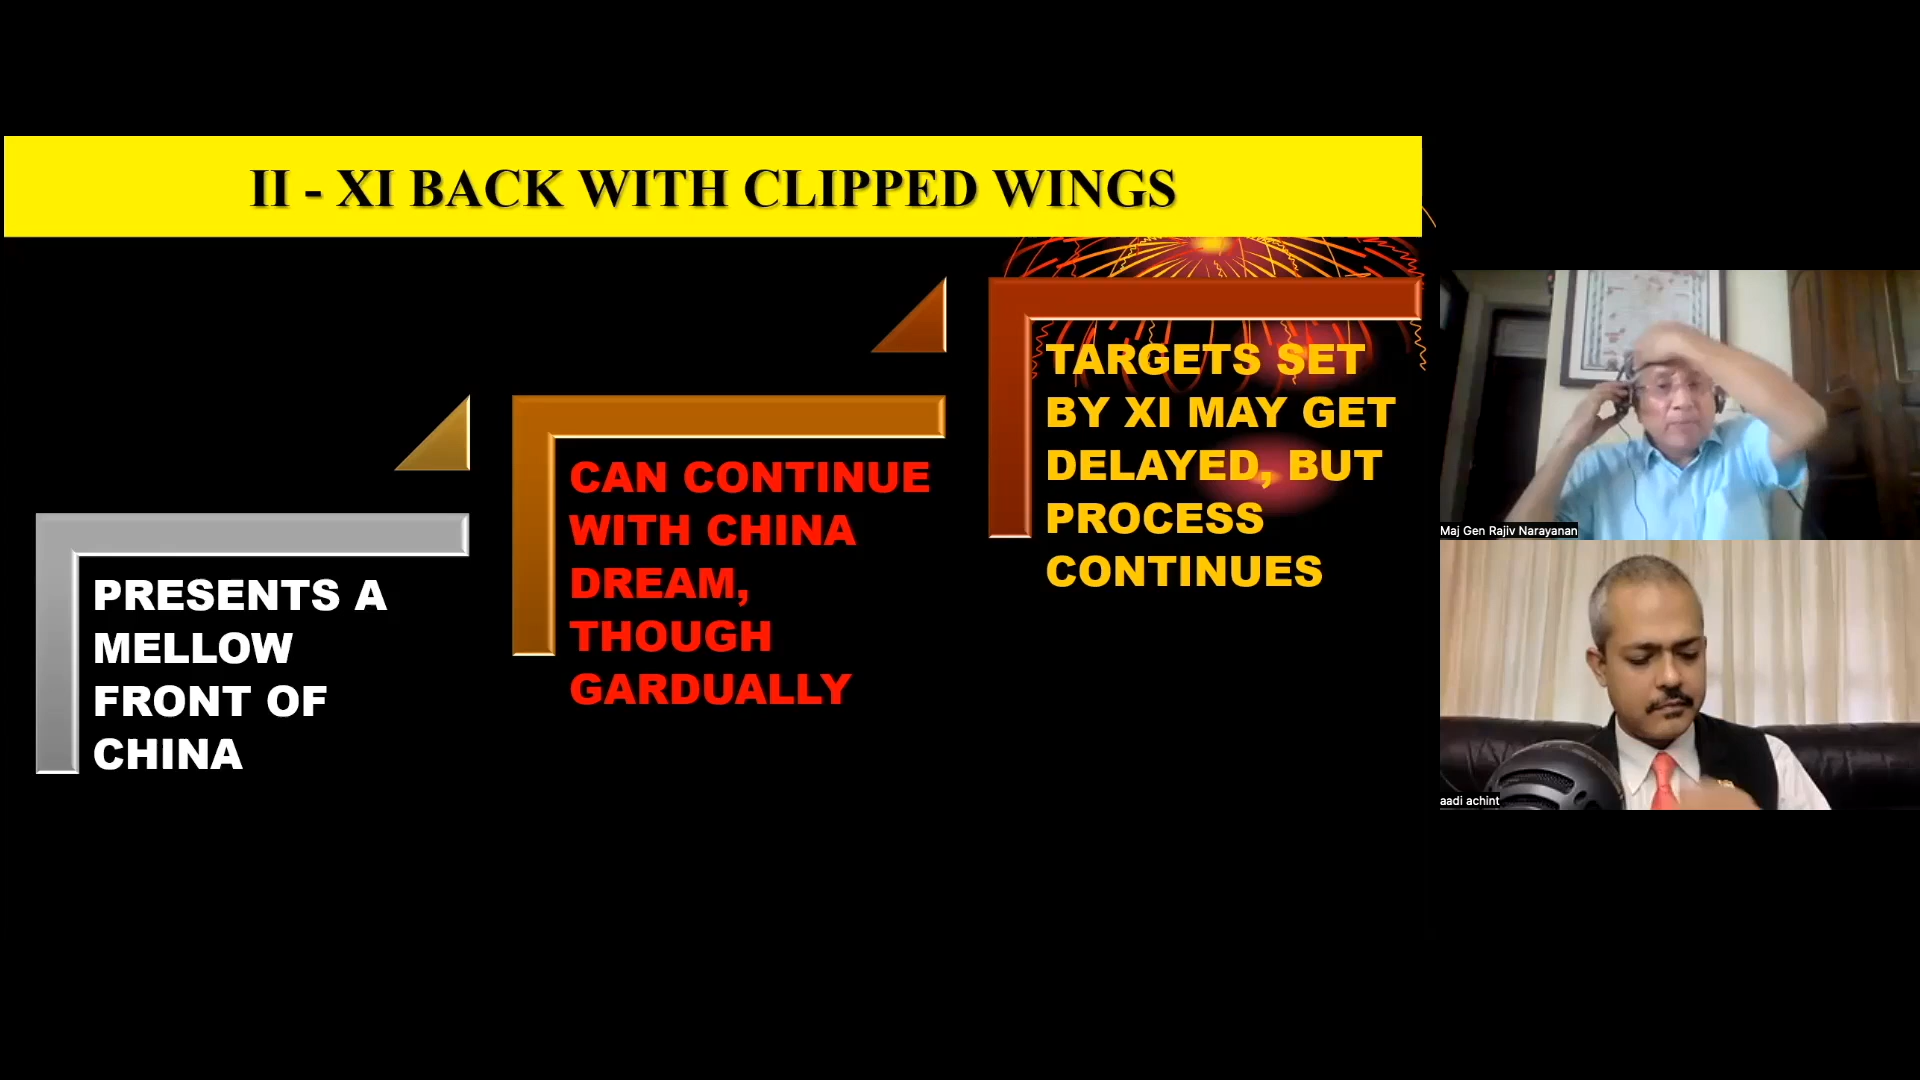 II - XI BACK WITH CLIPPED WINGS
PRESENTS A
MELLOW
FRONT OF
CHINA
CAN CONTINUE
WITH CHINA
DREAM,
THOUGH
GARDUALLY
TARGETS SET
BY XI MAY GET
DELAYED, BUT
PROCESS
CONTINUES
Maj Gen Rajiv Narayanan
aadi achint